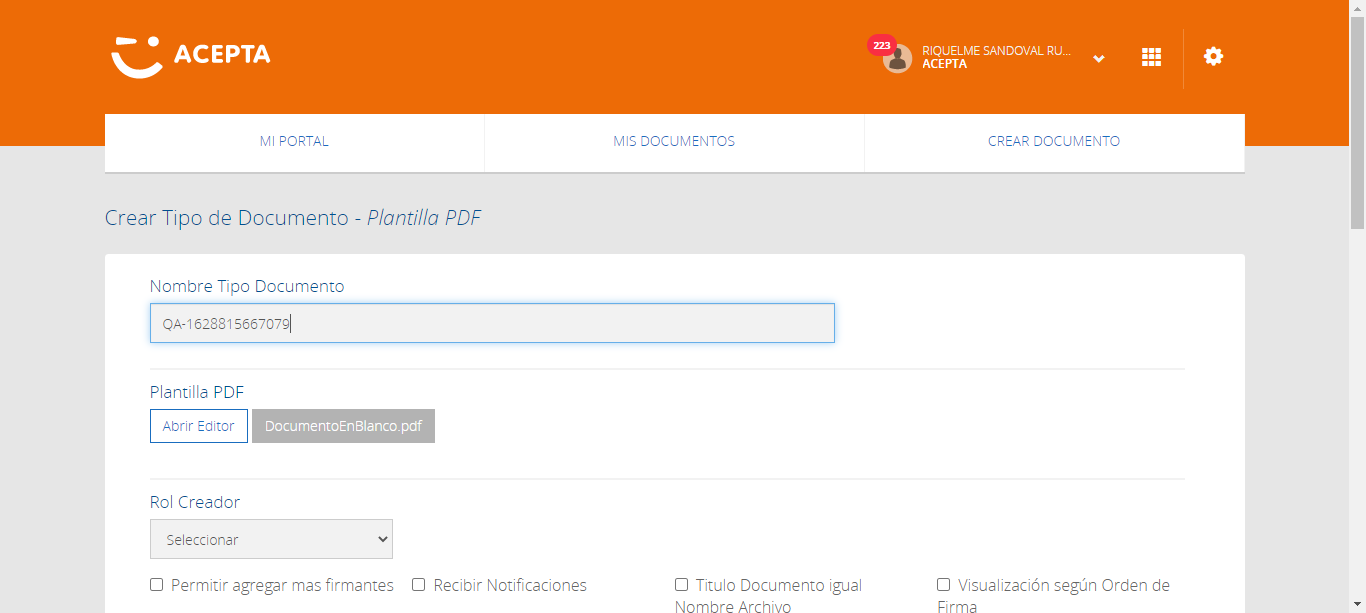 ACEPTA
223
RIQUELME SANDOVAL RU...
ACEPTA
MI PORTAL
MIS DOCUMENTOS
CREAR DOCUMENTO
Crear Tipo de Documento - Plantilla PDF
Nombre Tipo Documento
QA-1628815667079
Plantilla PDF
Abrir Editor
DocumentoEnBlanco.pdf
Rol Creador
Seleccionar
Permitir agregar mas firmantes
Recibir Notificaciones
Titulo Documento igual
Nombre Archivo
Visualización según Orden de
Firma